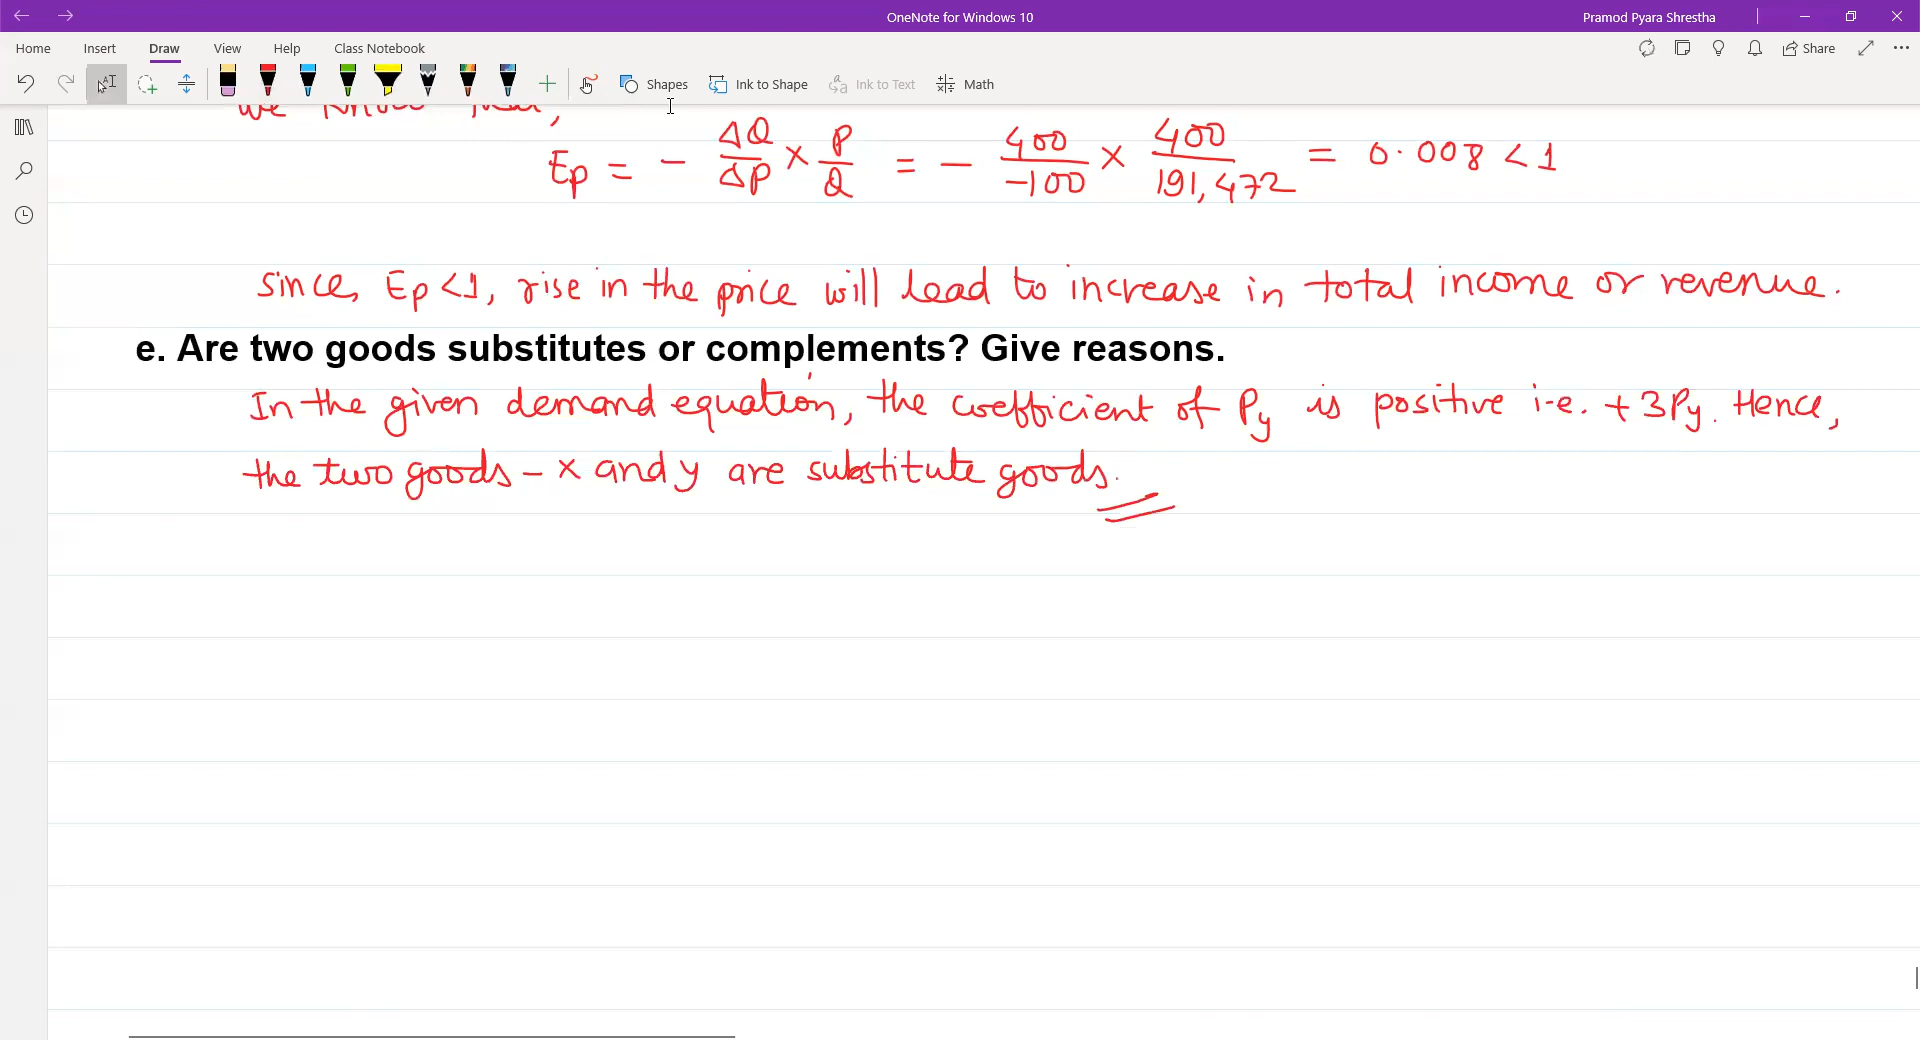 OneNote for Windows 10
Pramod Pyara Shrestha
Home Insert Draw View Help Class Notebook
Share
Shapes Ink to Shape Ink to Text Math
we know that,
Ep = - ΔQ/ΔP × P/Q = - 400/-100 × 400/191,472 = 0.008 < 1
Since, Ep <1, rise in the price will lead to increase in total income or revenue.
e. Are two goods substitutes or complements? Give reasons.
In the given demand equation, the coefficient of Py is positive i.e. + 3Py. Hence,
the two goods - x and y are substitute goods.